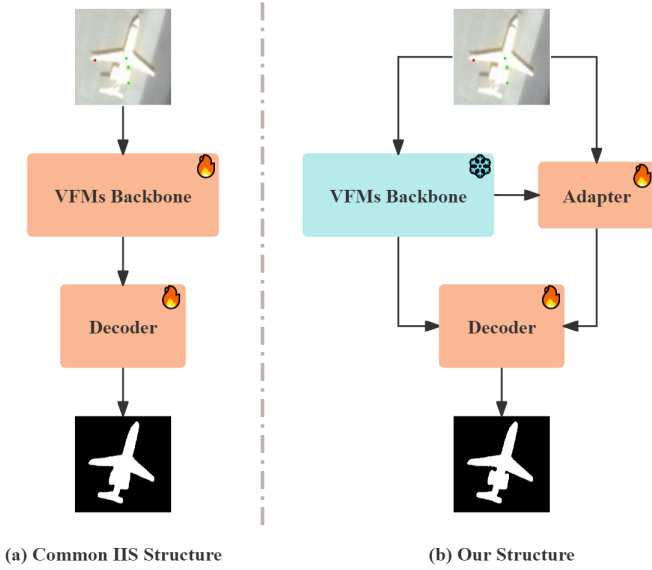 VFMs Backbone
Decoder
(a) Common IIS Structure
VFMs Backbone
Adapter
Decoder
(b) Our Structure